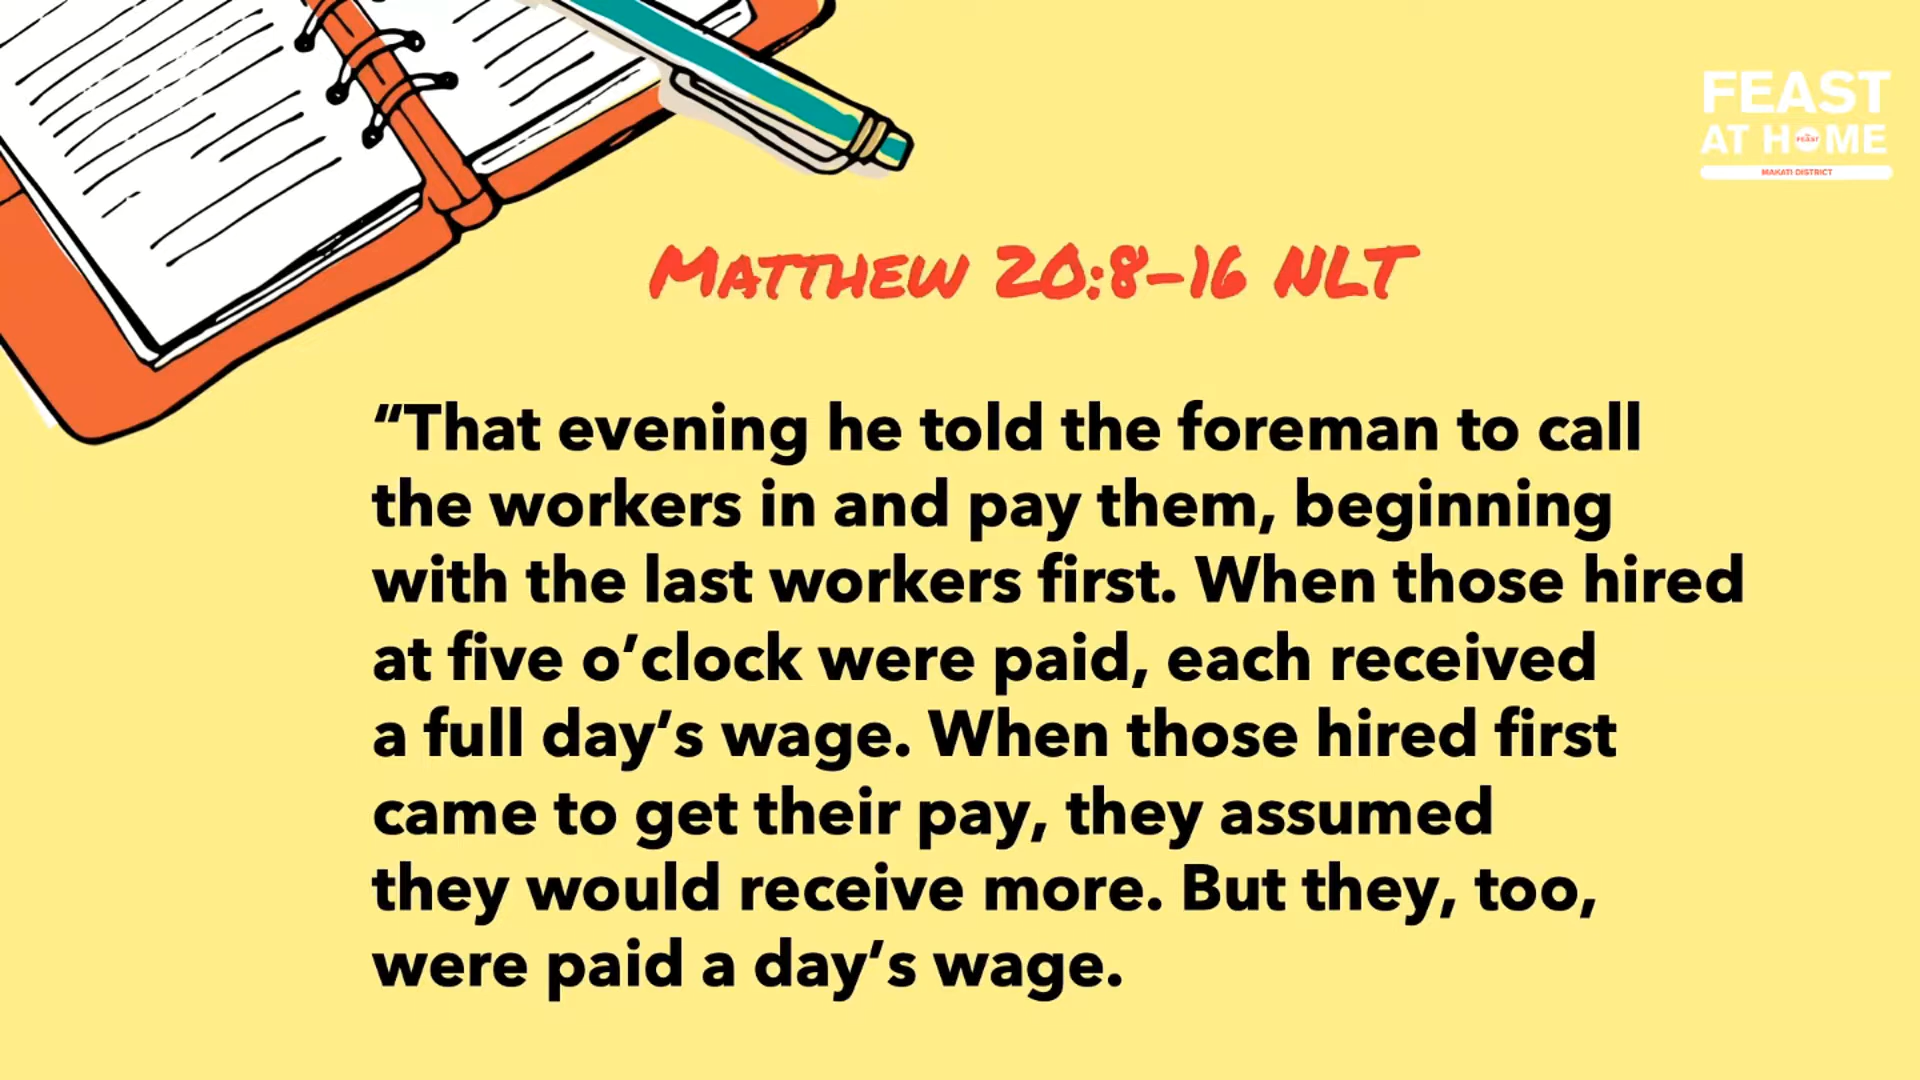 FEAST
AT HOME
THE FEAST
MAKATI DISTRICT
MATTHEW 20:8-16 NLT
“That evening he told the foreman to call
the workers in and pay them, beginning
with the last workers first. When those hired
at five o’clock were paid, each received
a full day’s wage. When those hired first
came to get their pay, they assumed
they would receive more. But they, too,
were paid a day’s wage.